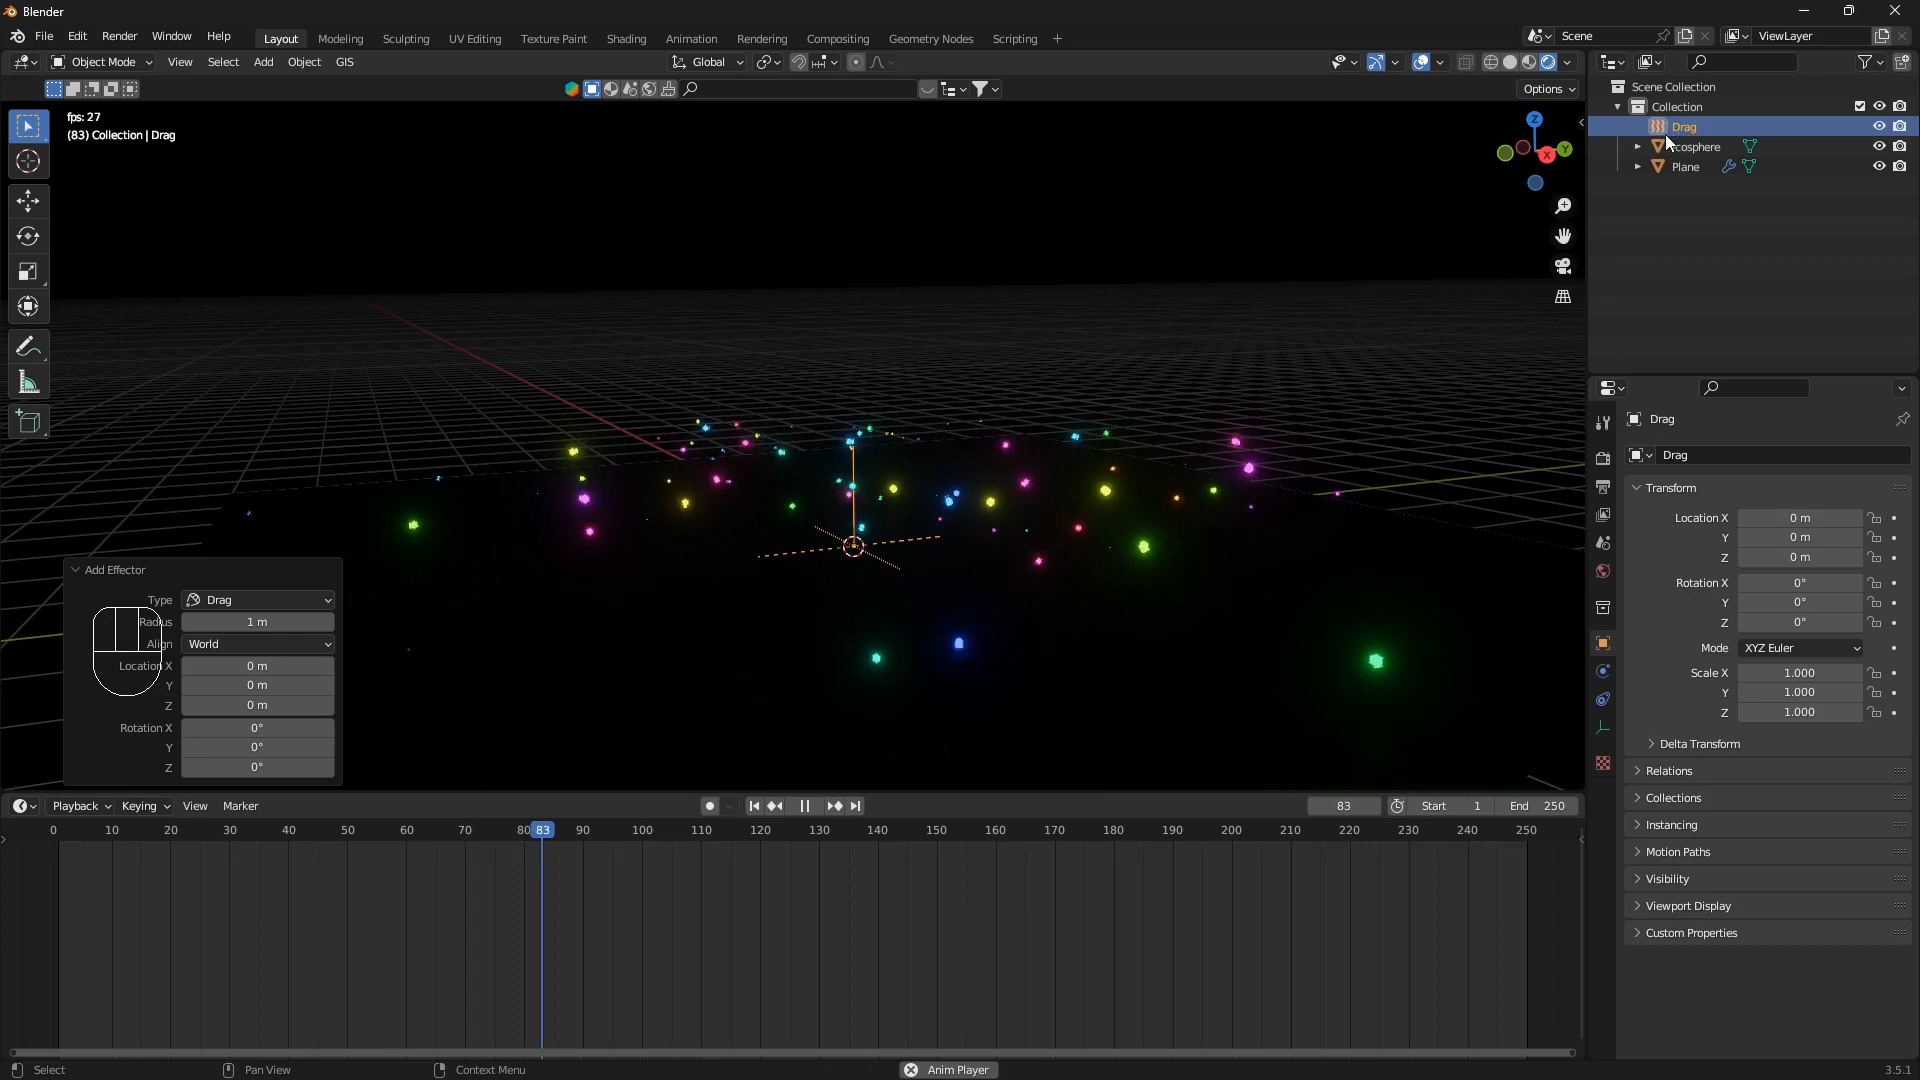 Blender
File Edit Render Window Help Layout Modeling Sculpting UV Editing Texture Paint Shading Animation Rendering Compositing Geometry Nodes Scripting + Scene ViewLayer
Object Mode View Select Add Object GIS Global
Options
fps: 27
(83) Collection | Drag
Z
Y
X
Scene Collection
Collection
Drag
cosphere
Plane
Drag
Drag
Transform
Location X 0 m
Y 0 m
Z 0 m
Rotation X 0°
Y 0°
Z 0°
Mode XYZ Euler
Scale X 1.000
Y 1.000
Z 1.000
Delta Transform
Relations
Collections
Instancing
Motion Paths
Visibility
Viewport Display
Custom Properties
Add Effector
Type Drag
Radius 1 m
Align World
Location X 0 m
Y 0 m
Z 0 m
Rotation X 0°
Y 0°
Z 0°
Playback Keying View Marker 83 Start 1 End 250
0 10 20 30 40 50 60 70 80 83 90 100 110 120 130 140 150 160 170 180 190 200 210 220 230 240 250
Select Pan View Context Menu Anim Player 3.5.1